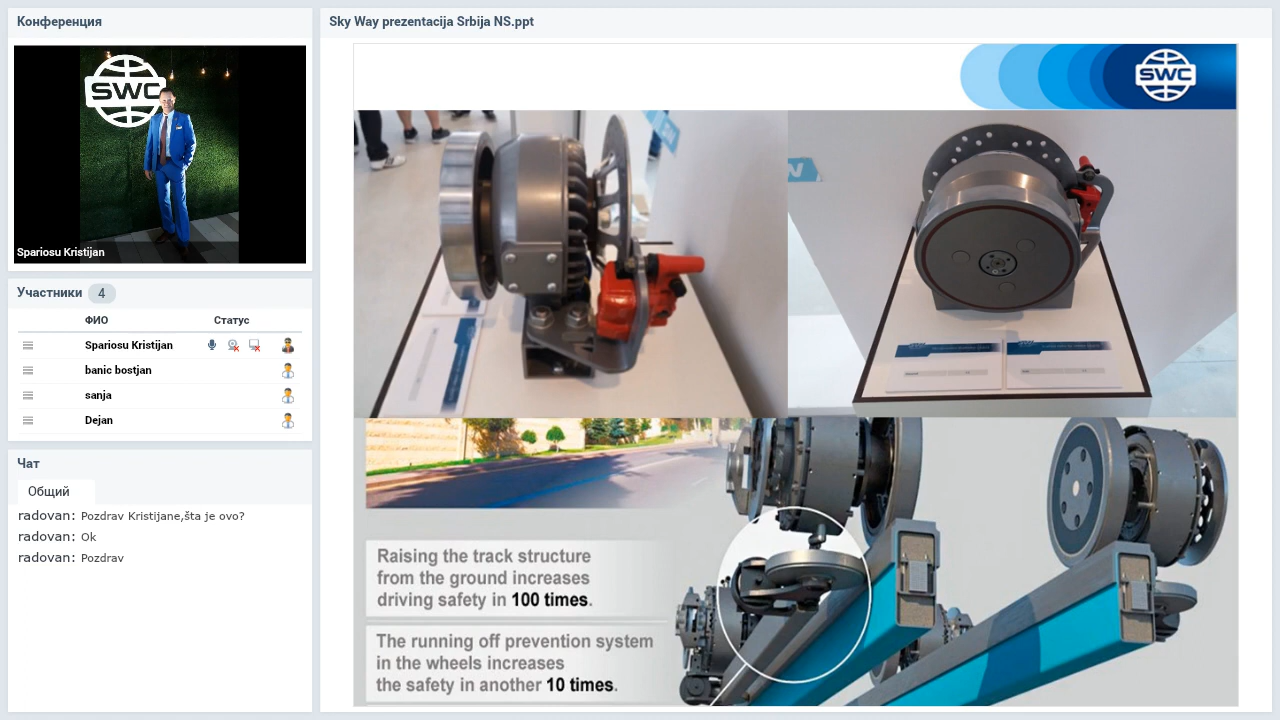 Конференция
SWC
Spariosu Kristijan
Участники 4
ФИО Статус
Spariosu Kristijan
banic bostjan
sanja
Dejan
Чат
Общий
radovan: Pozdrav Kristijane,šta je ovo?
radovan: Ok
radovan: Pozdrav
Sky Way prezentacija Srbija NS.ppt
SWC
Raising the track structure
from the ground increases
driving safety in 100 times.
The running off prevention system
in the wheels increases
the safety in another 10 times.